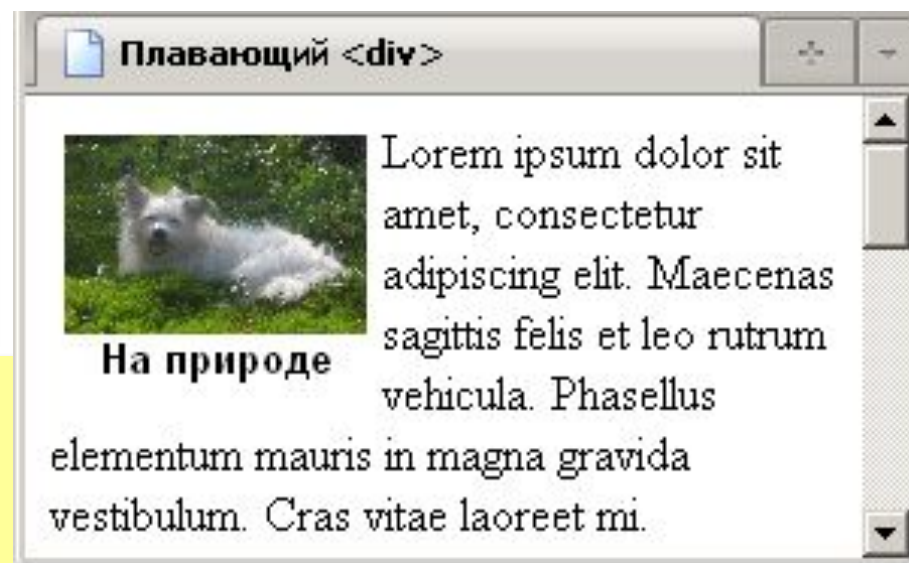 Плавающий <div>
Lorem ipsum dolor sit
amet, consectetur
adipiscing elit. Maecenas
sagittis felis et leo rutrum
На природе
vehicula. Phasellus
elementum mauris in magna gravida
vestibulum. Cras vitae laoreet mi.